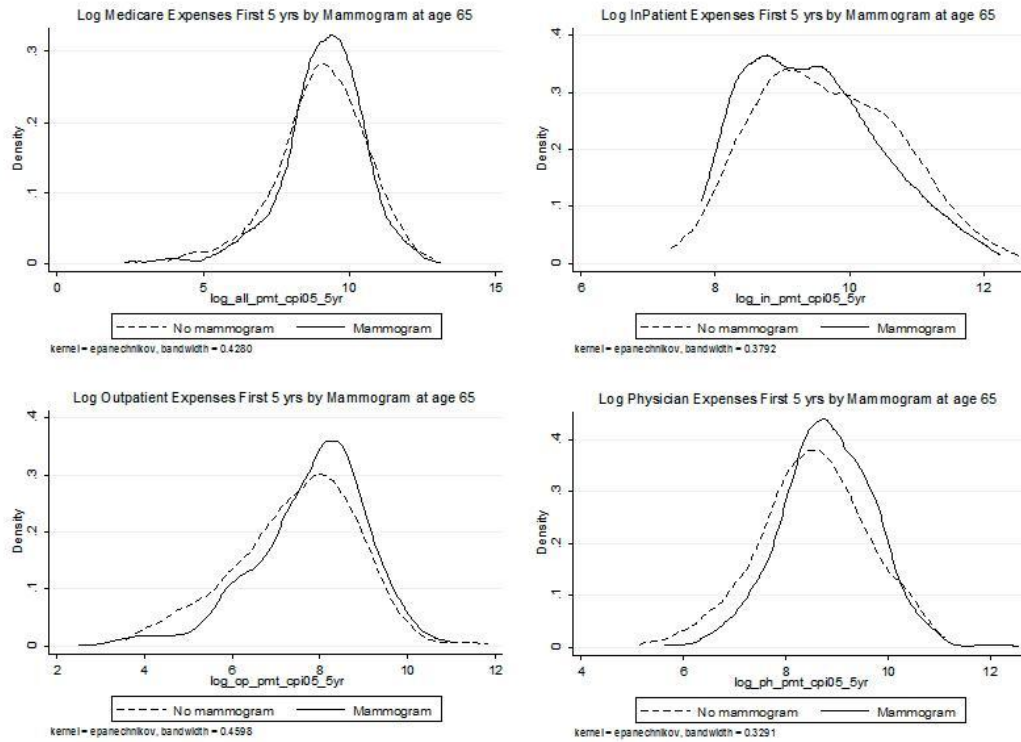 Log Medicare Expenses First 5 yrs by Mammogram at age 65
Density
0 .1 .2 .3
0 5 10 15
log_all_pmt_cpi05_5yr
No mammogram Mammogram
kernel = epanechnikov, bandwidth = 0.4280
Log InPatient Expenses First 5 yrs by Mammogram at age 65
Density
0 .1 .2 .3 .4
6 8 10 12
log_in_pmt_cpi05_5yr
No mammogram Mammogram
kernel = epanechnikov, bandwidth = 0.3792
Log Outpatient Expenses First 5 yrs by Mammogram at age 65
Density
0 .1 .2 .3 .4
2 4 6 8 10 12
log_op_pmt_cpi05_5yr
No mammogram Mammogram
kernel = epanechnikov, bandwidth = 0.4598
Log Physician Expenses First 5 yrs by Mammogram at age 65
Density
0 .1 .2 .3 .4
4 6 8 10 12
log_ph_pmt_cpi05_5yr
No mammogram Mammogram
kernel = epanechnikov, bandwidth = 0.3291